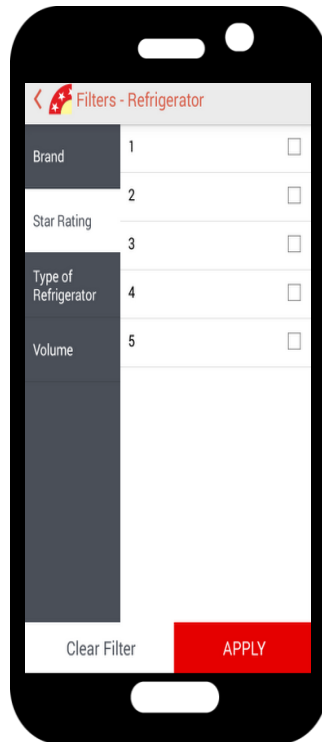 Filters - Refrigerator
Brand
Star Rating
Type of
Refrigerator
Volume
1
2
3
4
5
Clear Filter
APPLY